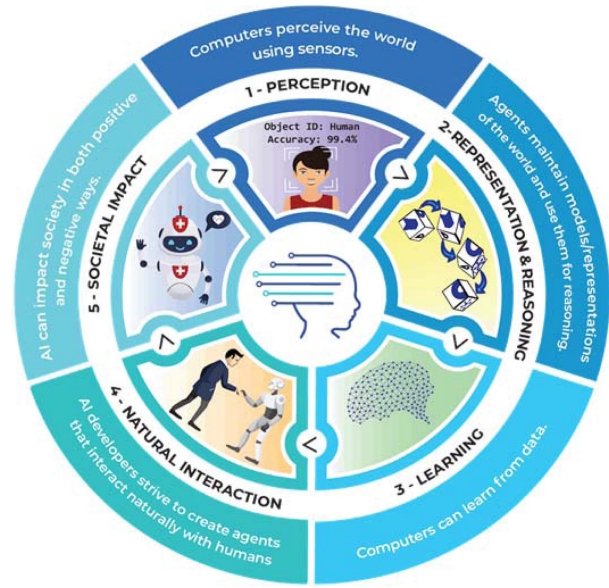 Computers perceive the world
using sensors.
1 - PERCEPTION
Object ID: Human
Accuracy: 99.4%
Agents maintain models/representations
of the world and use them for reasoning.
2-REPRESENTATION & REASONING
3 - LEARNING
Computers can learn from data.
4 - NATURAL INTERACTION
AI developers strive to create agents
that interact naturally with humans
5 - SOCIETAL IMPACT
AI can impact society in both positive
and negative ways.